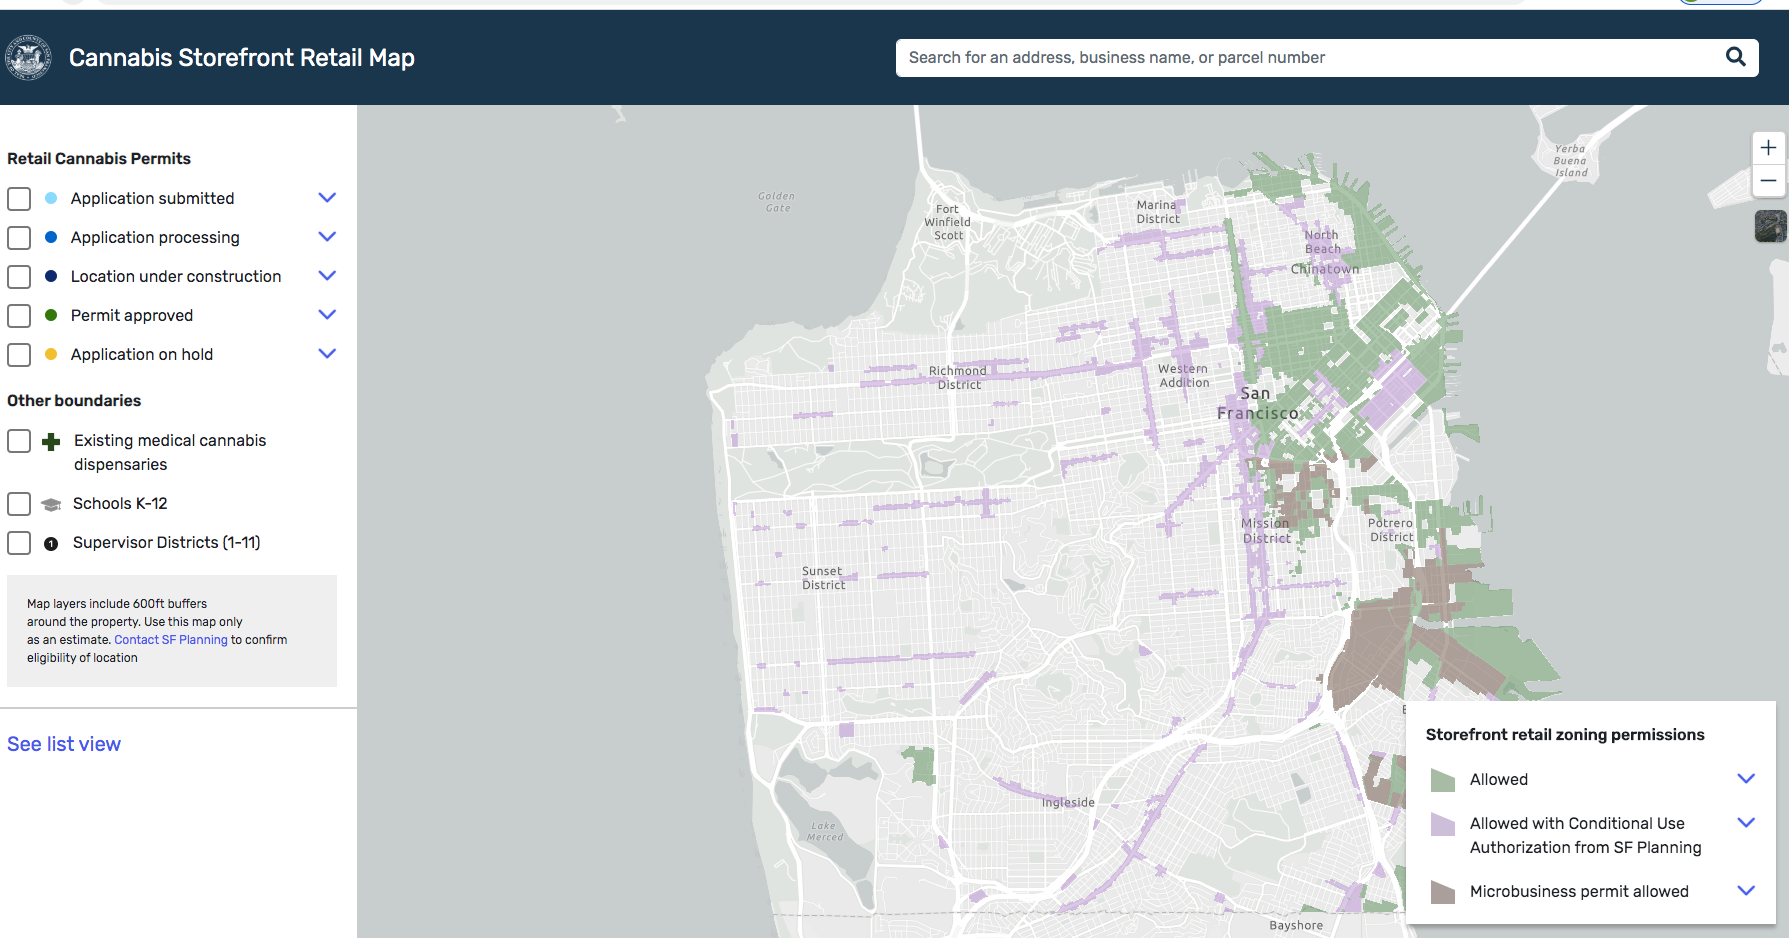 Cannabis Storefront Retail Map
Search for an address, business name, or parcel number
Retail Cannabis Permits
Application submitted
Application processing
Location under construction
Permit approved
Application on hold
Other boundaries
Existing medical cannabis
dispensaries
Schools K-12
1
Supervisor Districts (1-11)
Map layers include 600ft buffers
around the property. Use this map only
as an estimate. Contact SF Planning to confirm
eligibility of location
See list view
Golden
Gate
Fort
Winfield
Scott
Marina
District
Yerba
Buena
Island
North
Beach
Chinatown
Richmond
District
Western
Addition
San
Francisco
Mission
District
Potrero
District
Sunset
District
Ingleside
Lake
Merced
Bayshore
+
−
Storefront retail zoning permissions
Allowed
Allowed with Conditional Use
Authorization from SF Planning
Microbusiness permit allowed